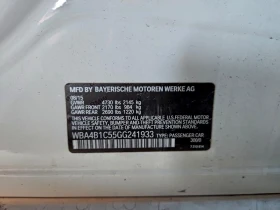 MFD BY BAYERISCHE MOTOREN WERKE AG
08/15
GVWR 4730 lbs 2145 kg
GAWR FRONT 2170 lbs 984 kg
GAWR REAR 2690 lbs 1220 kg
THIS VEHICLE CONFORMS TO ALL APPLICABLE
U.S. FEDERAL MOTOR VEHICLE SAFETY, BUMPER
AND THEFT PREVENTION STANDARDS IN EFFECT
ON THE DATE OF MANUFACTURE SHOWN ABOVE.
WBA4B1C55GG241933 TYPE: PASSENGER CAR